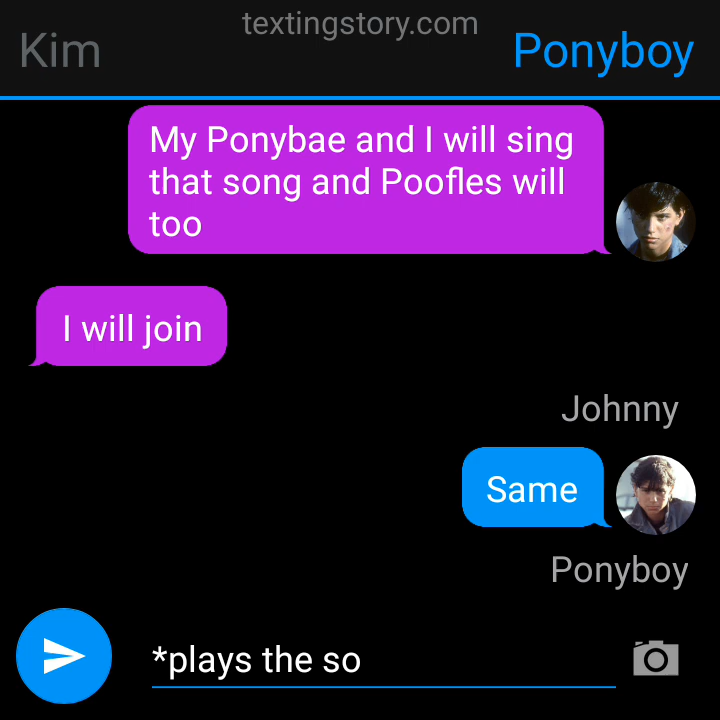 textingstory.com
Kim
Ponyboy
My Ponybae and I will sing
that song and Poofles will
too
I will join
Johnny
Same
Ponyboy
*plays the so